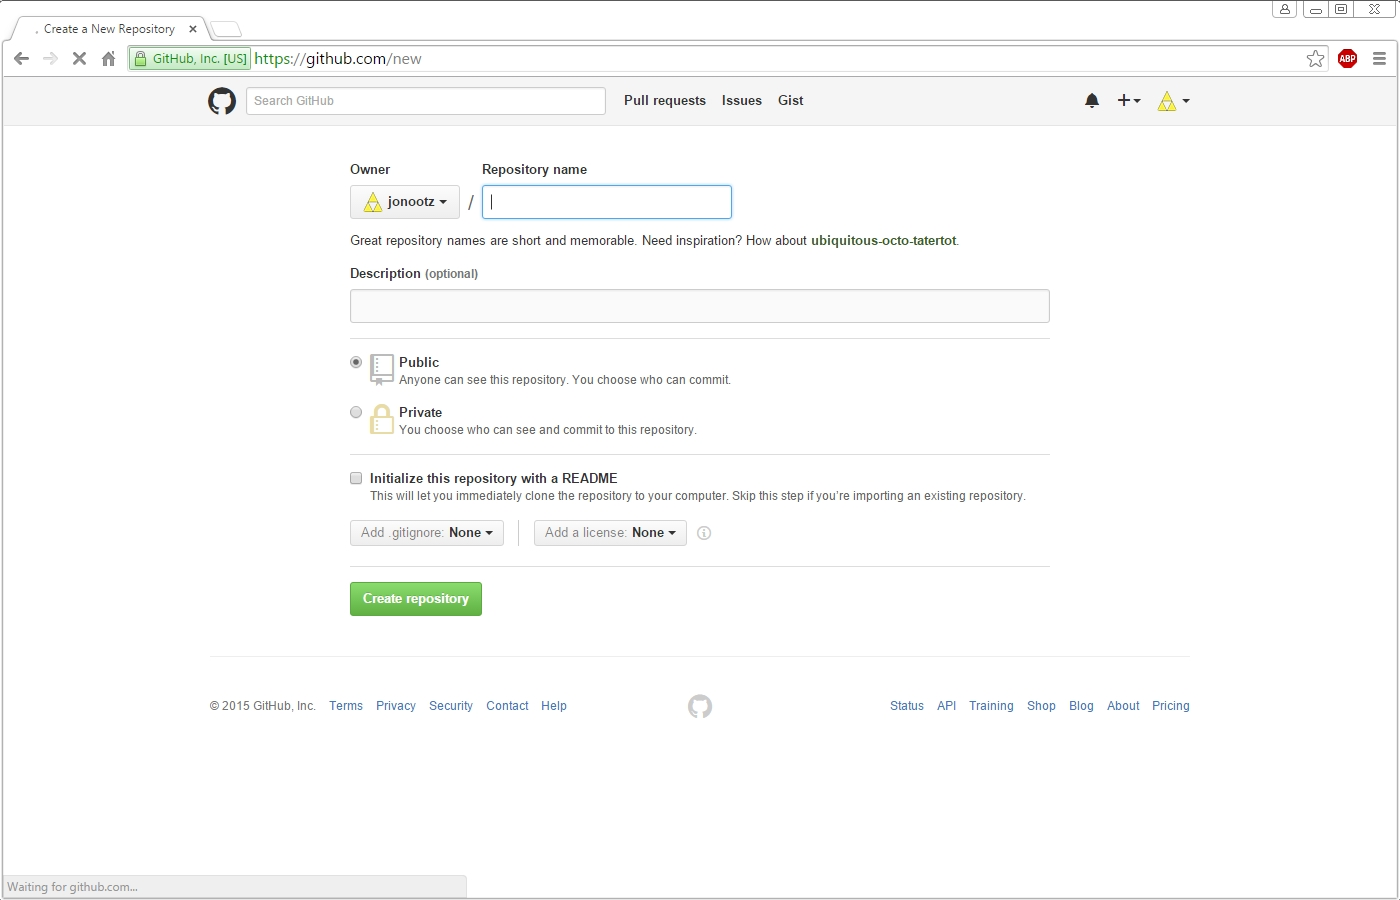 Create a New Repository
GitHub, Inc. [US] https://github.com/new
ABP
Search GitHub Pull requests Issues Gist
Owner Repository name
jonootz /
Great repository names are short and memorable. Need inspiration? How about ubiquitous-octo-tatertot.
Description (optional)
Public
Anyone can see this repository. You choose who can commit.
Private
You choose who can see and commit to this repository.
Initialize this repository with a README
This will let you immediately clone the repository to your computer. Skip this step if you're importing an existing repository.
Add .gitignore: None Add a license: None
Create repository
© 2015 GitHub, Inc. Terms Privacy Security Contact Help Status API Training Shop Blog About Pricing
Waiting for github.com...